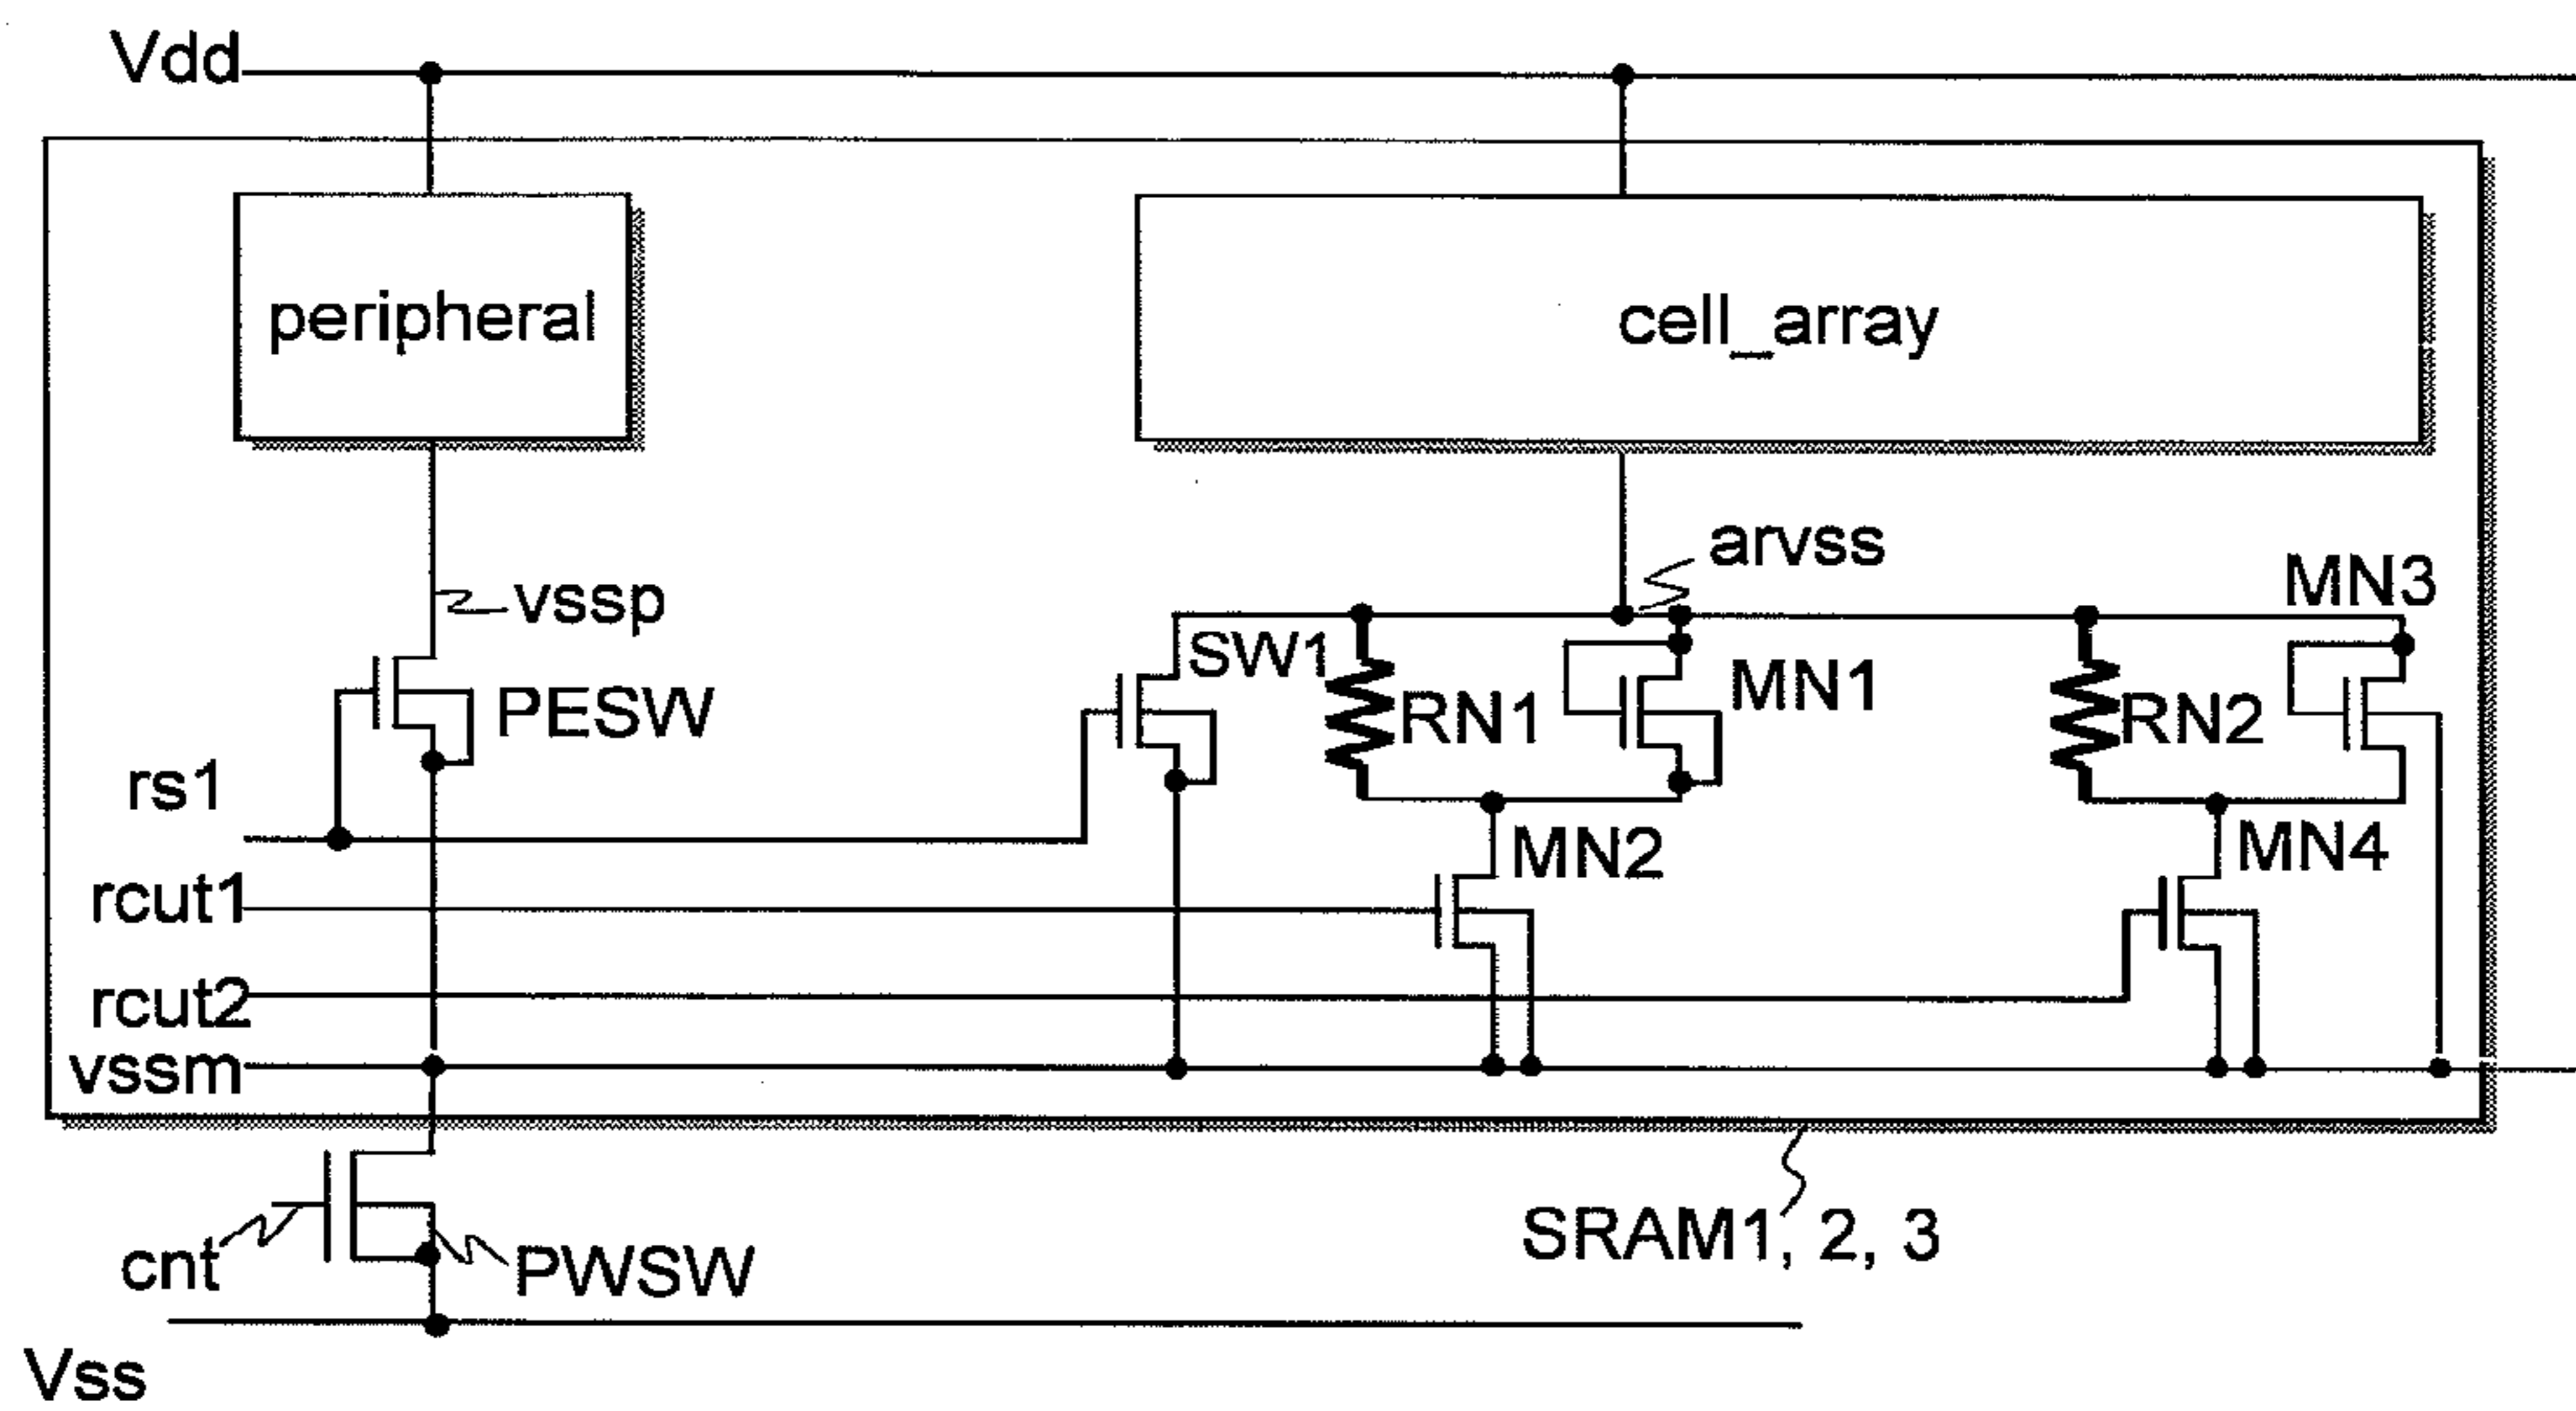 Vdd
peripheral
cell_array
arvss
vssp
MN3
SW1
PESW
RN1
MN1
RN2
rs1
MN2
MN4
rcut1
rcut2
vssm
cnt
PWSW
SRAM1, 2, 3
Vss